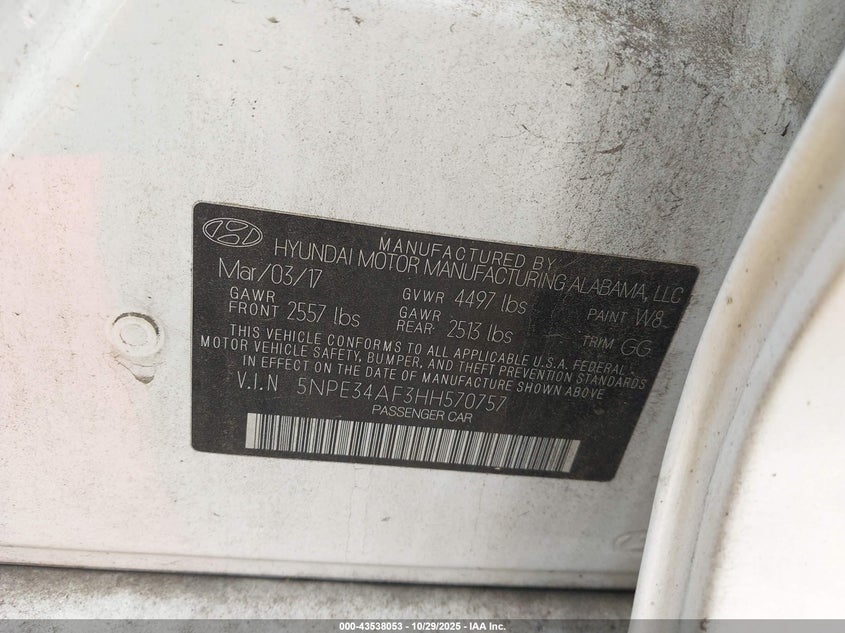 MANUFACTURED BY
HYUNDAI MOTOR MANUFACTURING ALABAMA, LLC
Mar/03/17
GAWR FRONT 2557 lbs
GVWR 4497 lbs
GAWR REAR 2513 lbs
PAINT W8
TRIM GG
THIS VEHICLE CONFORMS TO ALL APPLICABLE U.S.A. FEDERAL
MOTOR VEHICLE SAFETY, BUMPER, AND THEFT PREVENTION STANDARDS
IN EFFECT ON THE DATE OF MANUFACTURE SHOWN ABOVE
V.I.N 5NPE34AF3HH570757
PASSENGER CAR
000-43538053 - 10/29/2025 - IAA Inc.